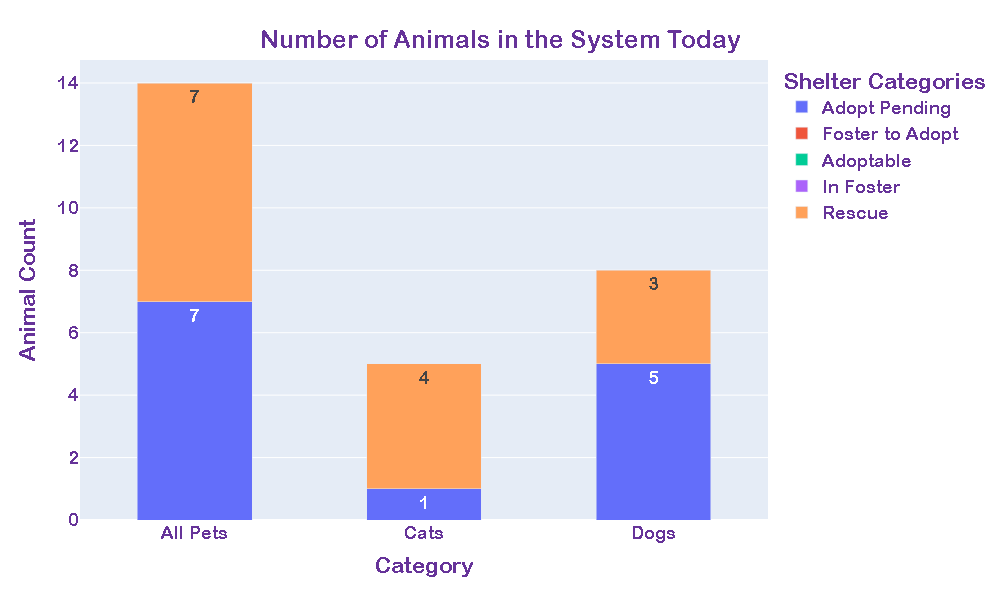 Number of Animals in the System Today
Shelter Categories
Adopt Pending
Foster to Adopt
Adoptable
In Foster
Rescue
Animal Count
14
12
10
8
6
4
2
0
7
7
4
1
3
5
All Pets
Cats
Dogs
Category